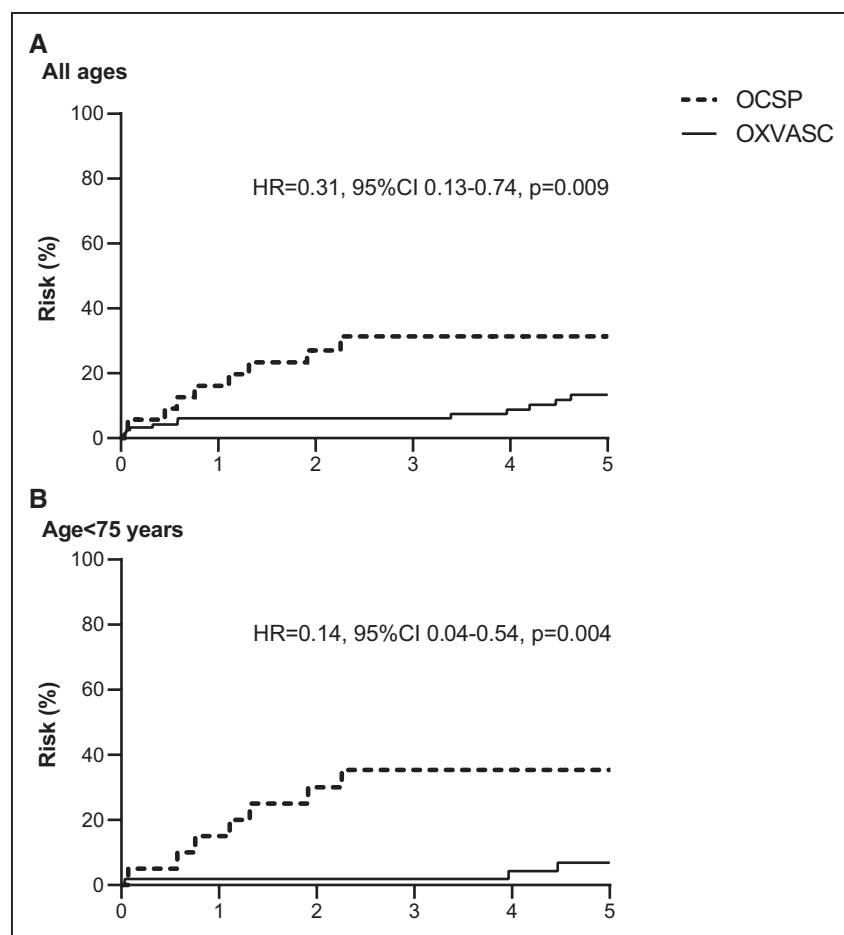 A
All ages
OCSP
OXVASC
HR=0.31, 95%CI 0.13-0.74, p=0.009
Risk (%)
100
80
60
40
20
0
0 1 2 3 4 5
B
Age<75 years
HR=0.14, 95%CI 0.04-0.54, p=0.004
Risk (%)
100
80
60
40
20
0
0 1 2 3 4 5